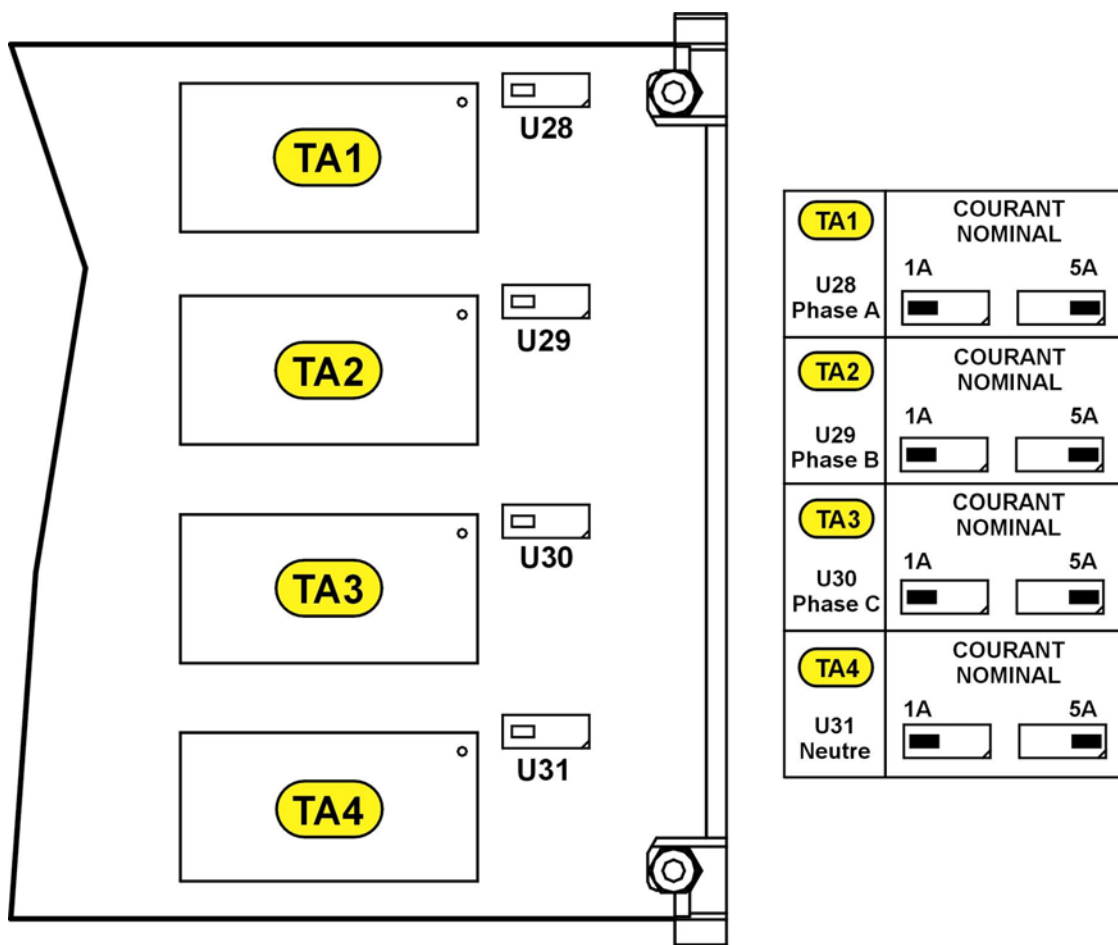 TA1
U28
TA2
U29
TA3
U30
TA4
U31
TA1
COURANT
NOMINAL
1A 5A
U28
Phase A
TA2
COURANT
NOMINAL
1A 5A
U29
Phase B
TA3
COURANT
NOMINAL
1A 5A
U30
Phase C
TA4
COURANT
NOMINAL
1A 5A
U31
Neutre